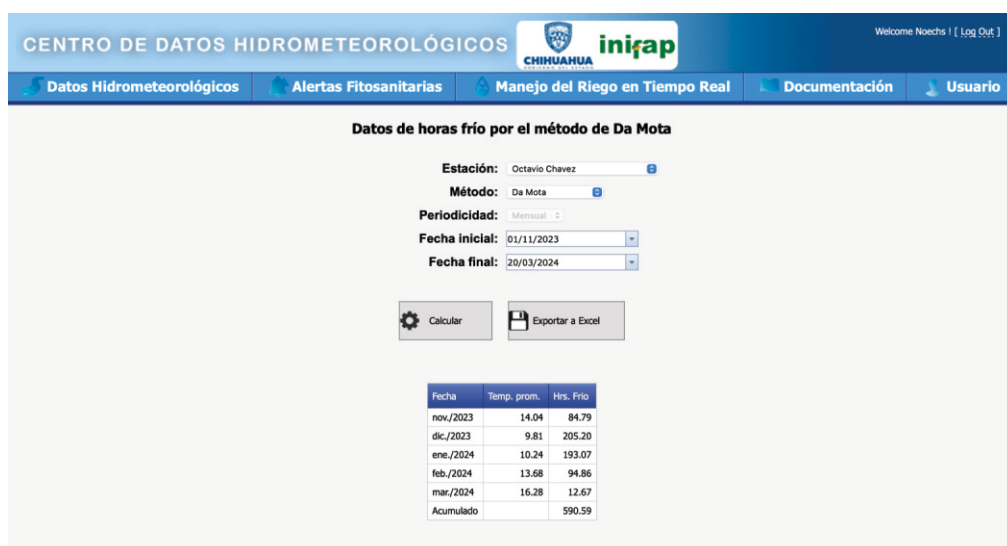 CENTRO DE DATOS HIDROMETEOROLÓGICOS
CHIHUAHUA
GOBIERNO DEL ESTADO
inifap
Welcome Noechs ! [ Log Out ]
Datos Hidrometeorológicos Alertas Fitosanitarias Manejo del Riego en Tiempo Real Documentación Usuario
Datos de horas frío por el método de Da Mota
Estación: Octavio Chavez
Método: Da Mota
Periodicidad: Mensual
Fecha inicial: 01/11/2023
Fecha final: 20/03/2024
Calcular Exportar a Excel
Fecha Temp. prom. Hrs. Frio
nov./2023 14.04 84.79
dic./2023 9.81 205.20
ene./2024 10.24 193.07
feb./2024 13.68 94.86
mar./2024 16.28 12.67
Acumulado 590.59